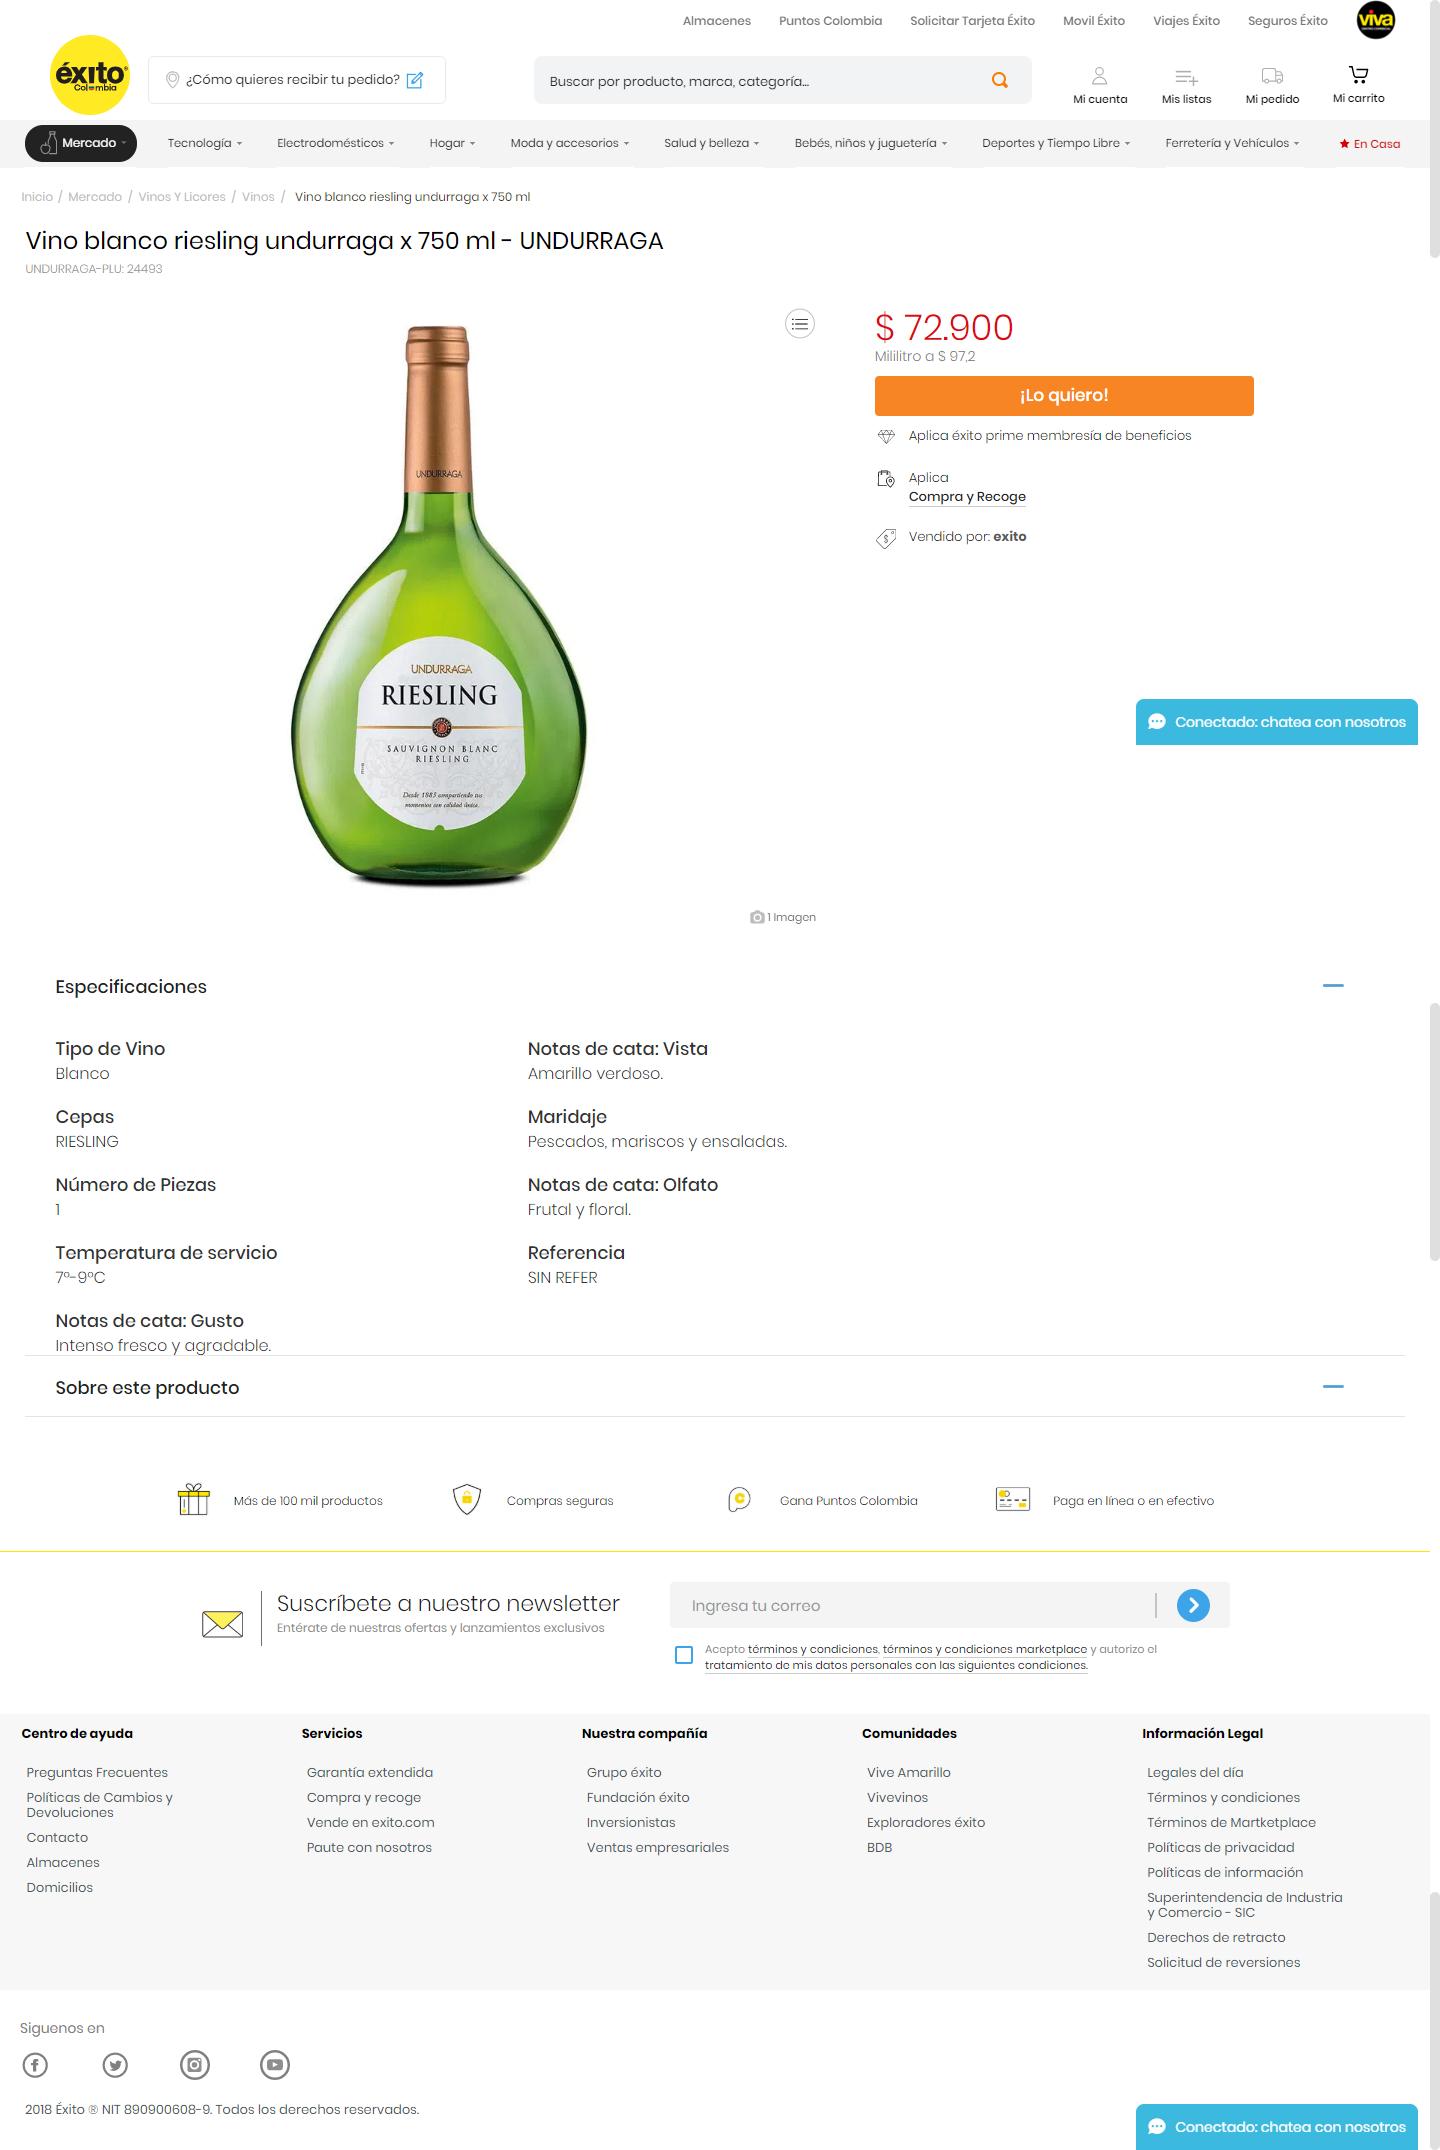 Almacenes Puntos Colombia Solicitar Tarjeta Éxito Movil Éxito Viajes Éxito Seguros Éxito viva
éxito
Colombia
¿Cómo quieres recibir tu pedido?
Buscar por producto, marca, categoría...
Mi cuenta Mis listas Mi pedido Mi carrito
Mercado Tecnología Electrodomésticos Hogar Moda y accesorios Salud y belleza Bebés, niños y juguetería Deportes y Tiempo Libre Ferretería y Vehículos En Casa
Inicio / Mercado / Vinos Y Licores / Vinos / Vino blanco riesling undurraga x 750 ml
Vino blanco riesling undurraga x 750 ml - UNDURRAGA
UNDURRAGA-PLU: 24493
$ 72.900
Mililitro a $ 97,2
¡Lo quiero!
Aplica éxito prime membresía de beneficios
Aplica
Compra y Recoge
Vendido por: exito
UNDURRAGA
UNDURRAGA
RIESLING
SAUVIGNON BLANC
RIESLING
Desde 1885 compartiendo tus
momentos con calidad única.
Conectado: chatea con nosotros
1 Imagen
Especificaciones
Tipo de Vino
Blanco
Notas de cata: Vista
Amarillo verdoso.
Cepas
RIESLING
Maridaje
Pescados, mariscos y ensaladas.
Número de Piezas
1
Notas de cata: Olfato
Frutal y floral.
Temperatura de servicio
7°-9°C
Referencia
SIN REFER
Notas de cata: Gusto
Intenso fresco y agradable.
Sobre este producto
Más de 100 mil productos Compras seguras Gana Puntos Colombia Paga en línea o en efectivo
Suscríbete a nuestro newsletter
Entérate de nuestras ofertas y lanzamientos exclusivos
Ingresa tu correo
Acepto términos y condiciones, términos y condiciones marketplace y autorizo el
tratamiento de mis datos personales con las siguientes condiciones.
Centro de ayuda
Preguntas Frecuentes
Políticas de Cambios y
Devoluciones
Contacto
Almacenes
Domicilios
Servicios
Garantía extendida
Compra y recoge
Vende en exito.com
Paute con nosotros
Nuestra compañía
Grupo éxito
Fundación éxito
Inversionistas
Ventas empresariales
Comunidades
Vive Amarillo
Vivevinos
Exploradores éxito
BDB
Información Legal
Legales del día
Términos y condiciones
Términos de Martketplace
Políticas de privacidad
Políticas de información
Superintendencia de Industria
y Comercio - SIC
Derechos de retracto
Solicitud de reversiones
Siguenos en
2018 Éxito ® NIT 890900608-9. Todos los derechos reservados.
Conectado: chatea con nosotros